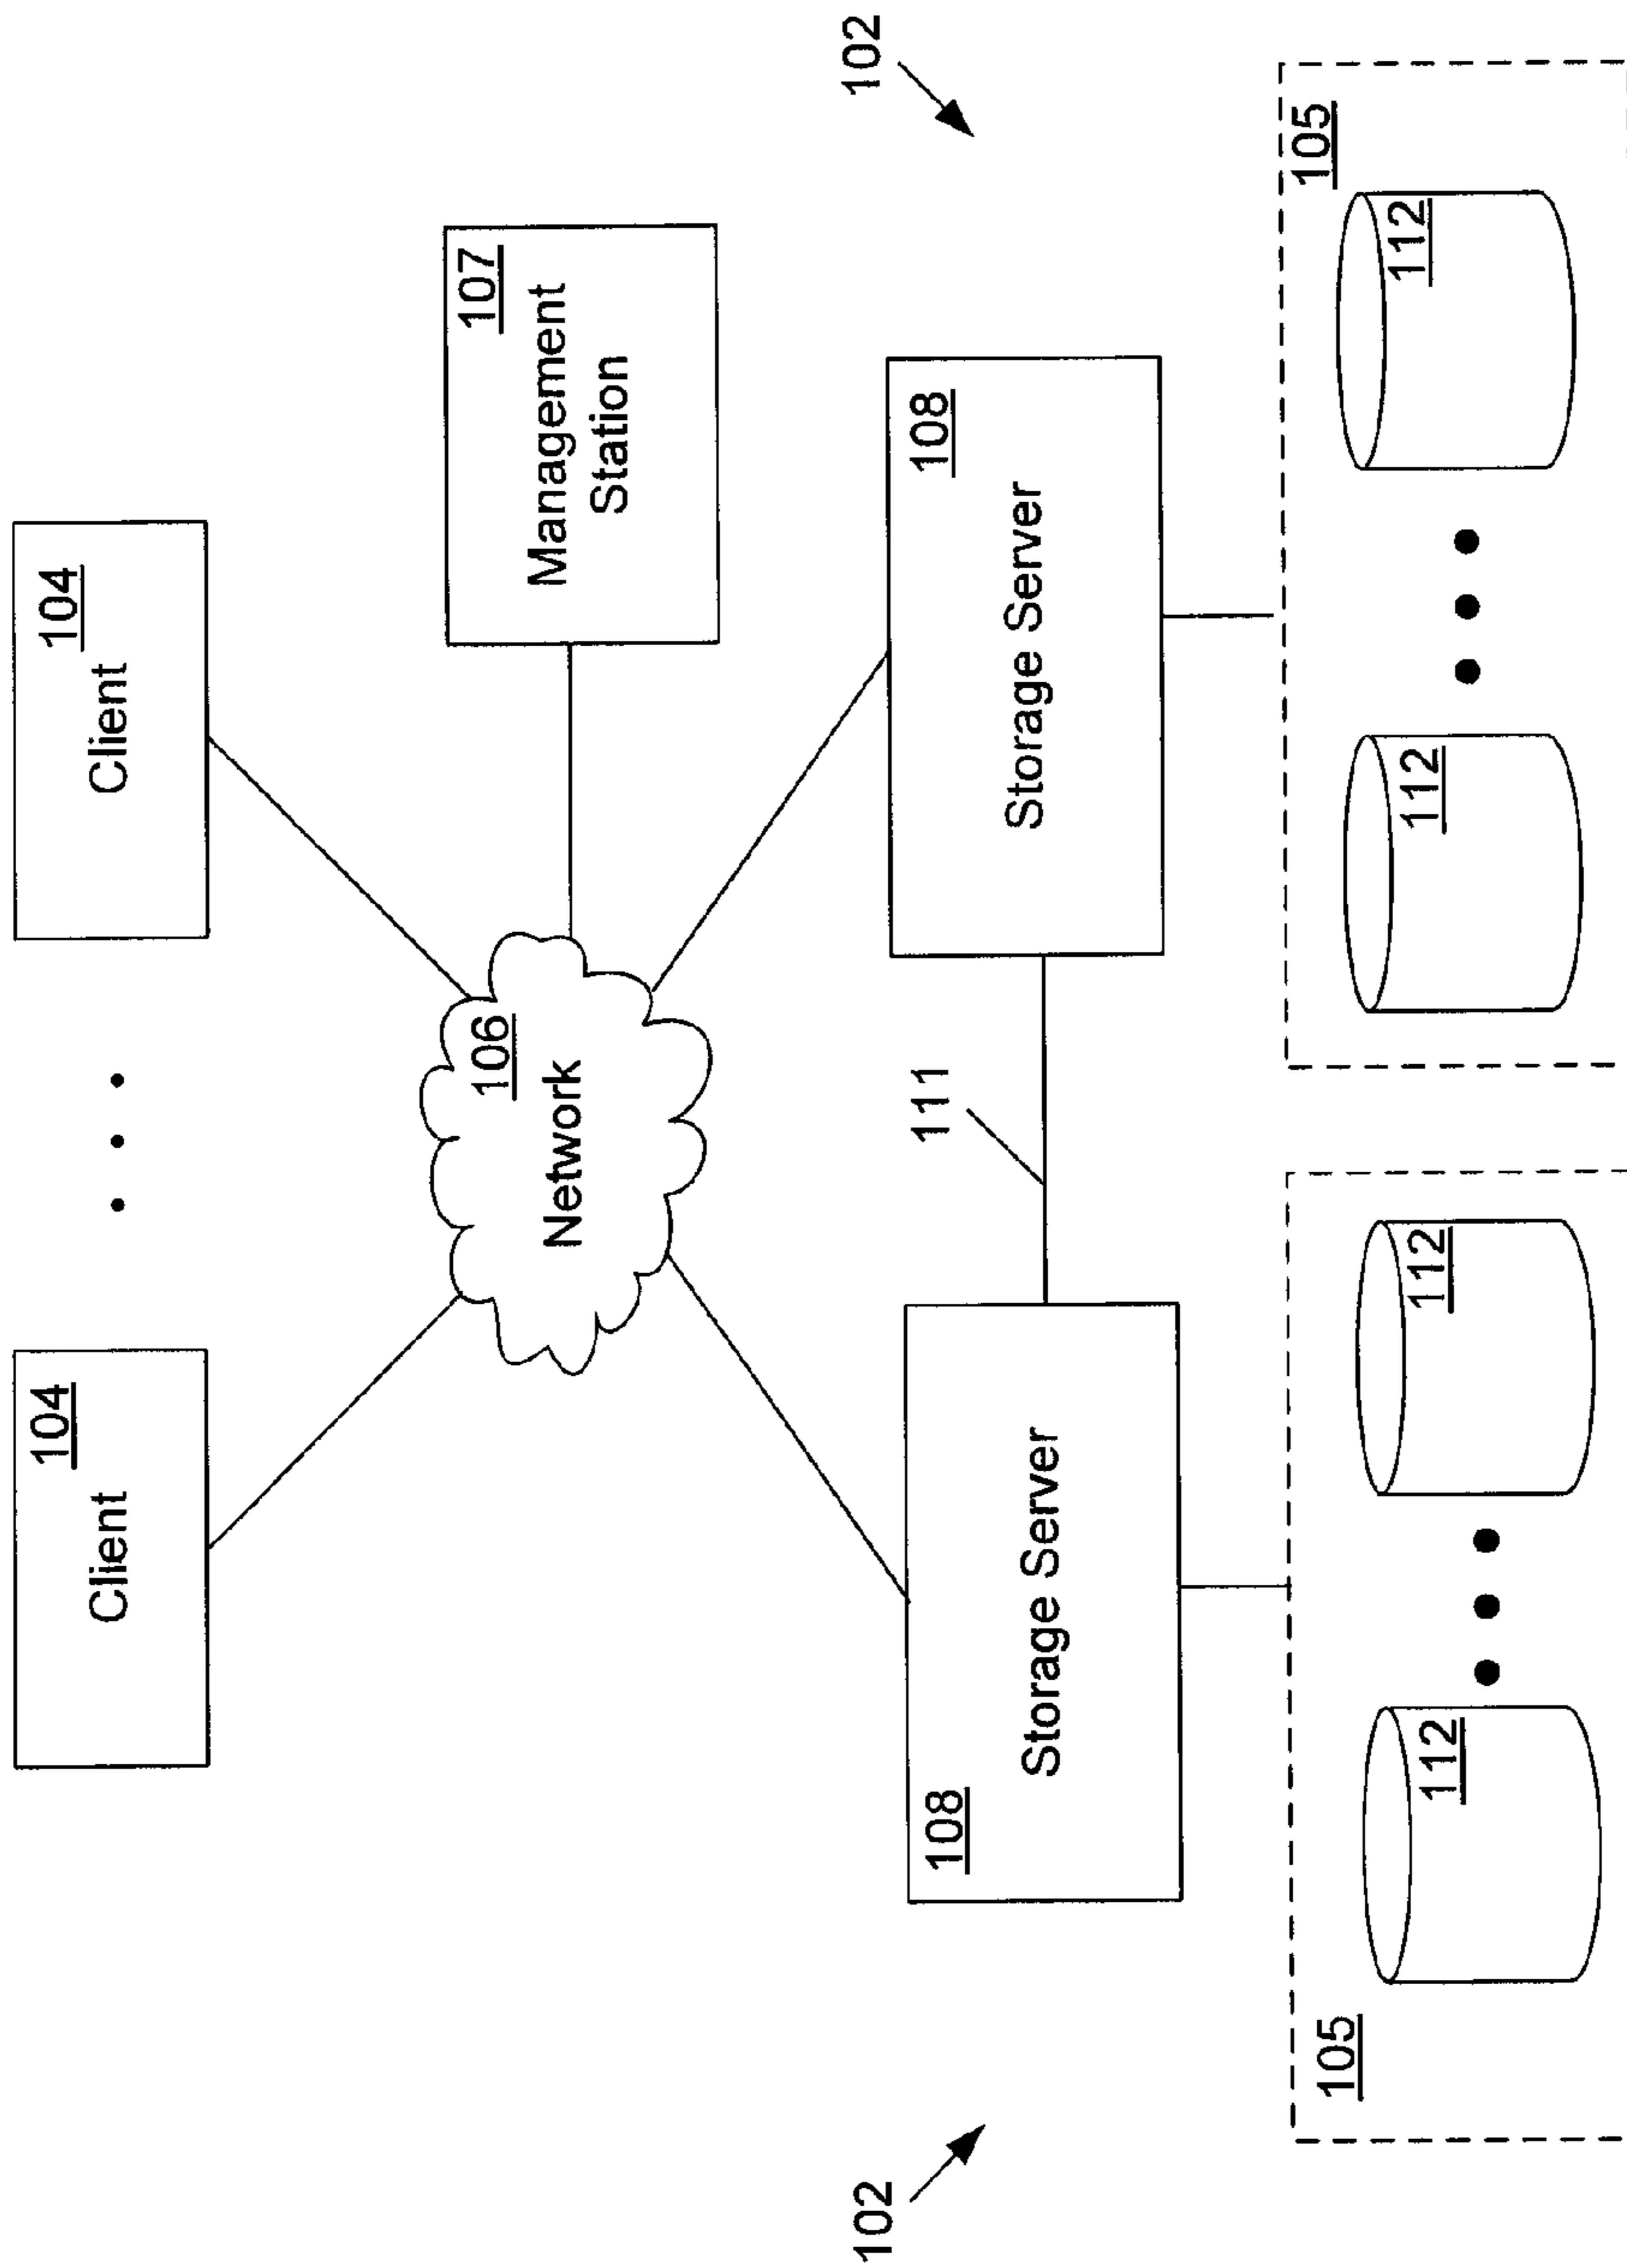 104
Client
104
Client
106
Network
107
Management
Station
102
102
108
Storage Server
111
108
Storage Server
105
112
112
112
112
105